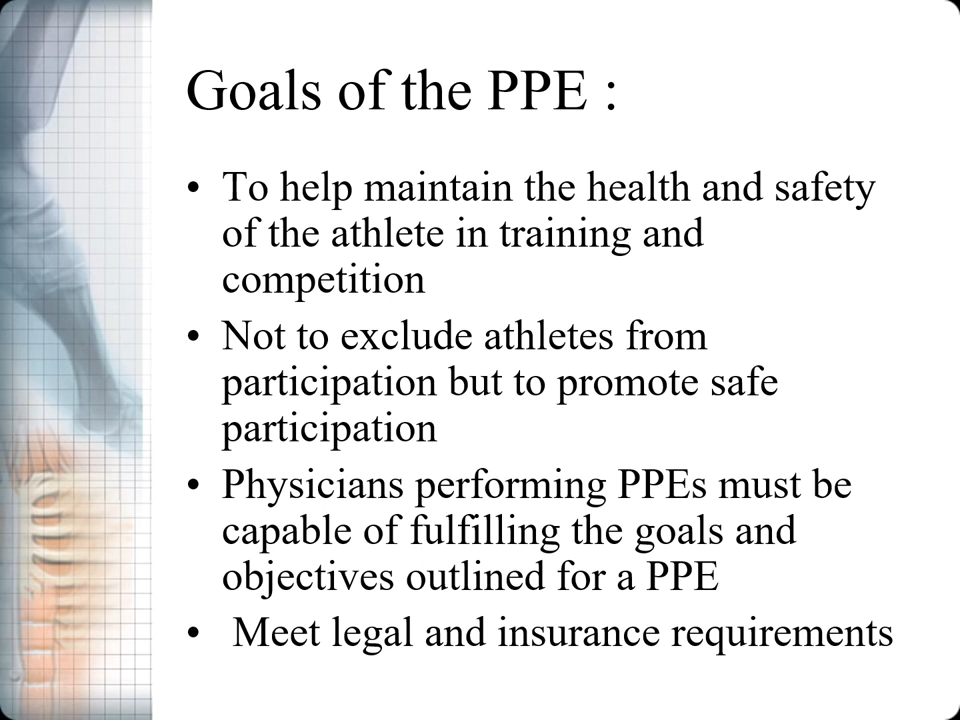 Goals of the PPE :
• To help maintain the health and safety
of the athlete in training and
competition
• Not to exclude athletes from
participation but to promote safe
participation
• Physicians performing PPEs must be
capable of fulfilling the goals and
objectives outlined for a PPE
• Meet legal and insurance requirements